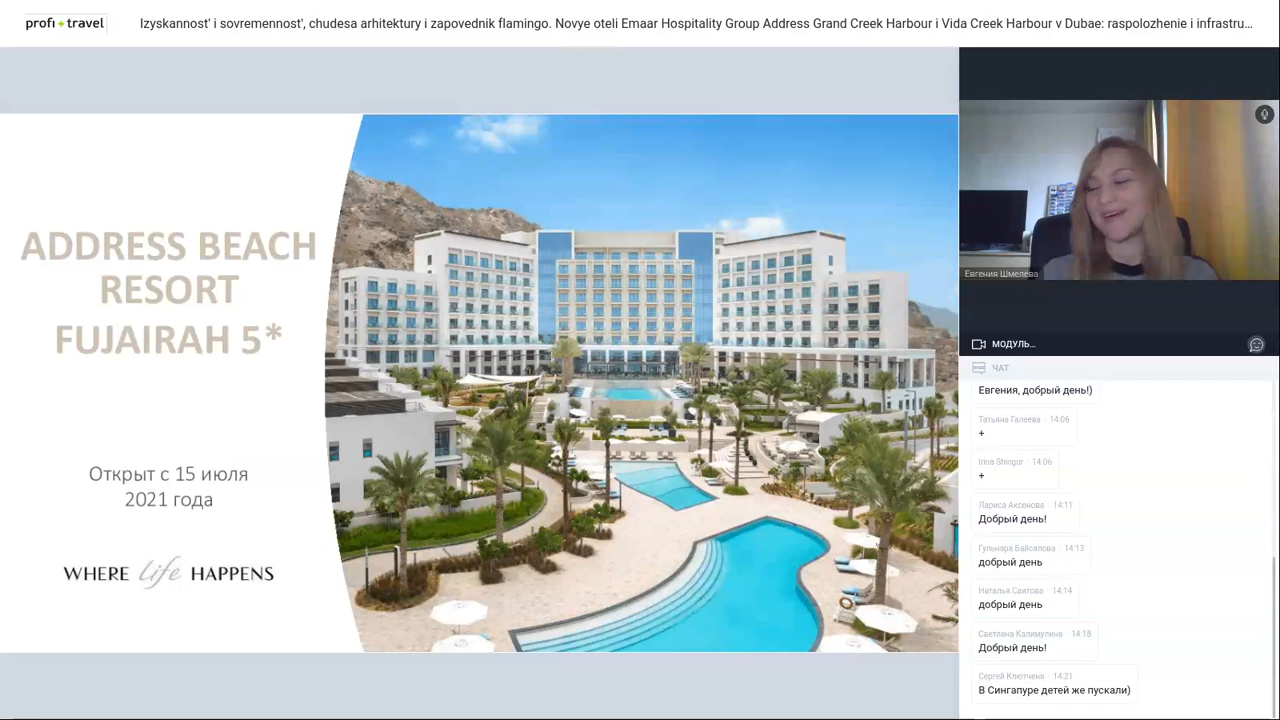 profi+travel
Izyskannost' i sovremennost', chudesa arhitektury i zapovednik flamingo. Novye oteli Emaar Hospitality Group Address Grand Creek Harbour i Vida Creek Harbour v Dubae: raspolozhenie i infrastru...
ADDRESS BEACH
RESORT
FUJAIRAH 5*
Открыт с 15 июля
2021 года
WHERE life HAPPENS
Евгения Шмелева
МОДУЛЬ...
ЧАТ
Евгения, добрый день!)
Татьяна Галеева · 14:06
+
Irina Shingur · 14:06
+
Лариса Аксенова · 14:11
Добрый день!
Гульчара Байсалова · 14:13
добрый день
Наталья Саитова · 14:14
добрый день
Светлана Калимулина · 14:18
Добрый день!
Сергей Клютченя · 14:21
В Сингапуре детей же пускали)